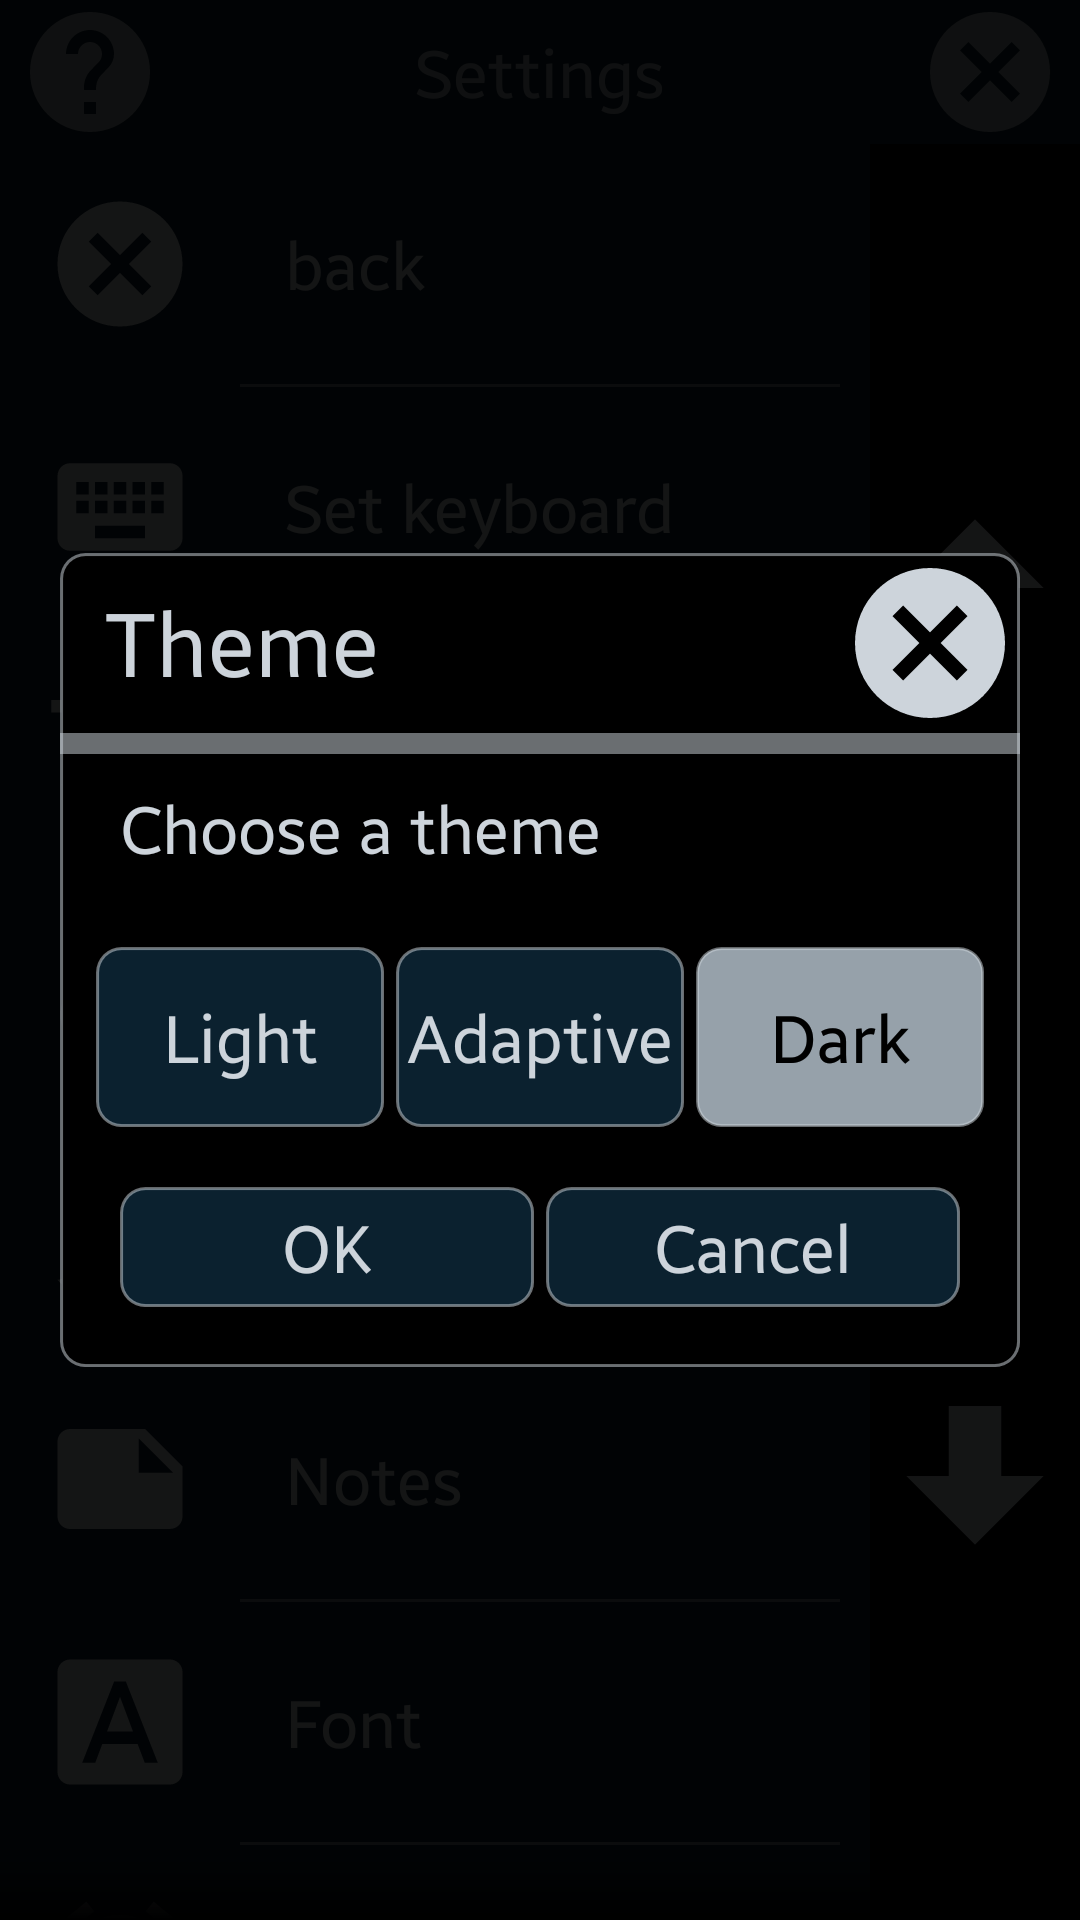 Settings
back
Set keyboard
Theme
Choose a theme
Light Adaptive Dark
OK Cancel
Notes
Font